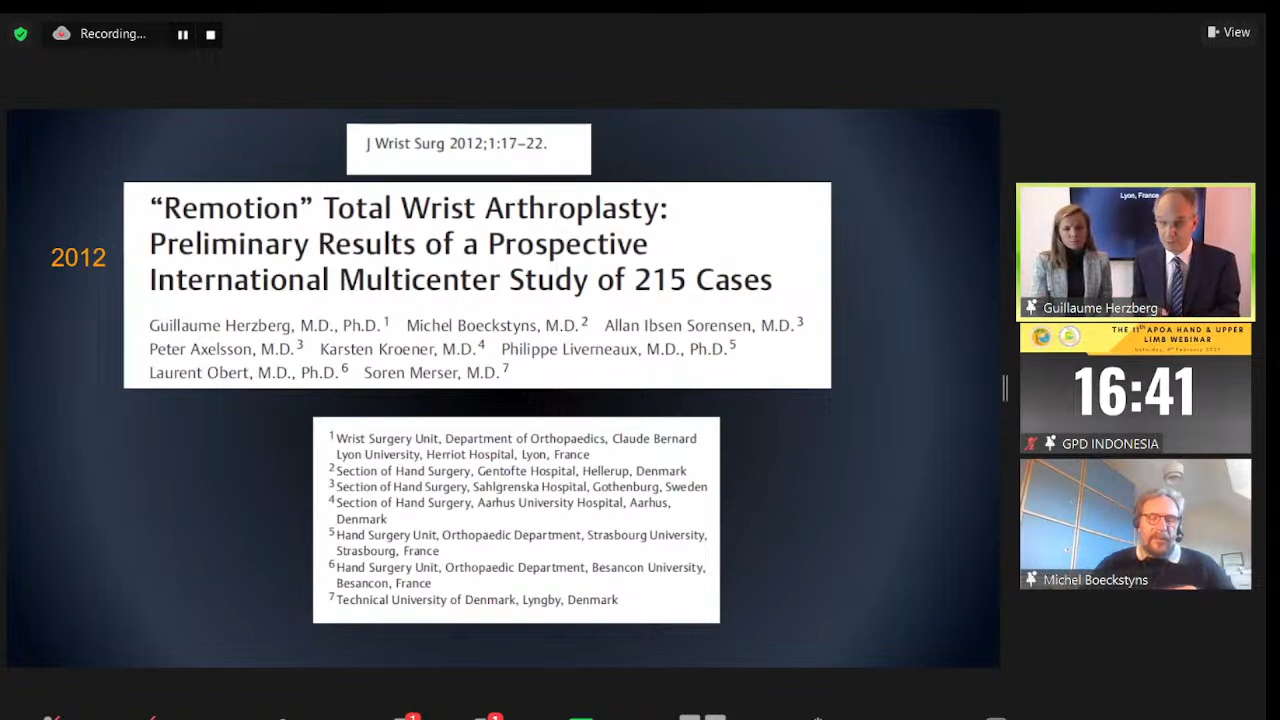 Recording...
View
J Wrist Surg 2012;1:17–22.
2012
“Remotion” Total Wrist Arthroplasty:
Preliminary Results of a Prospective
International Multicenter Study of 215 Cases
Guillaume Herzberg, M.D., Ph.D.1 Michel Boeckstyns, M.D.2 Allan Ibsen Sorensen, M.D.3
Peter Axelsson, M.D.3 Karsten Kroener, M.D.4 Philippe Liverneaux, M.D., Ph.D.5
Laurent Obert, M.D., Ph.D.6 Soren Merser, M.D.7
1 Wrist Surgery Unit, Department of Orthopaedics, Claude Bernard
Lyon University, Herriot Hospital, Lyon, France
2 Section of Hand Surgery, Gentofte Hospital, Hellerup, Denmark
3 Section of Hand Surgery, Sahlgrenska Hospital, Gothenburg, Sweden
4 Section of Hand Surgery, Aarhus University Hospital, Aarhus,
Denmark
5 Hand Surgery Unit, Orthopaedic Department, Strasbourg University,
Strasbourg, France
6 Hand Surgery Unit, Orthopaedic Department, Besancon University,
Besancon, France
7 Technical University of Denmark, Lyngby, Denmark
Lyon, France
Guillaume Herzberg
THE 11th APOA HAND & UPPER
LIMB WEBINAR
16:41
GPD INDONESIA
Michel Boeckstyns
1
1